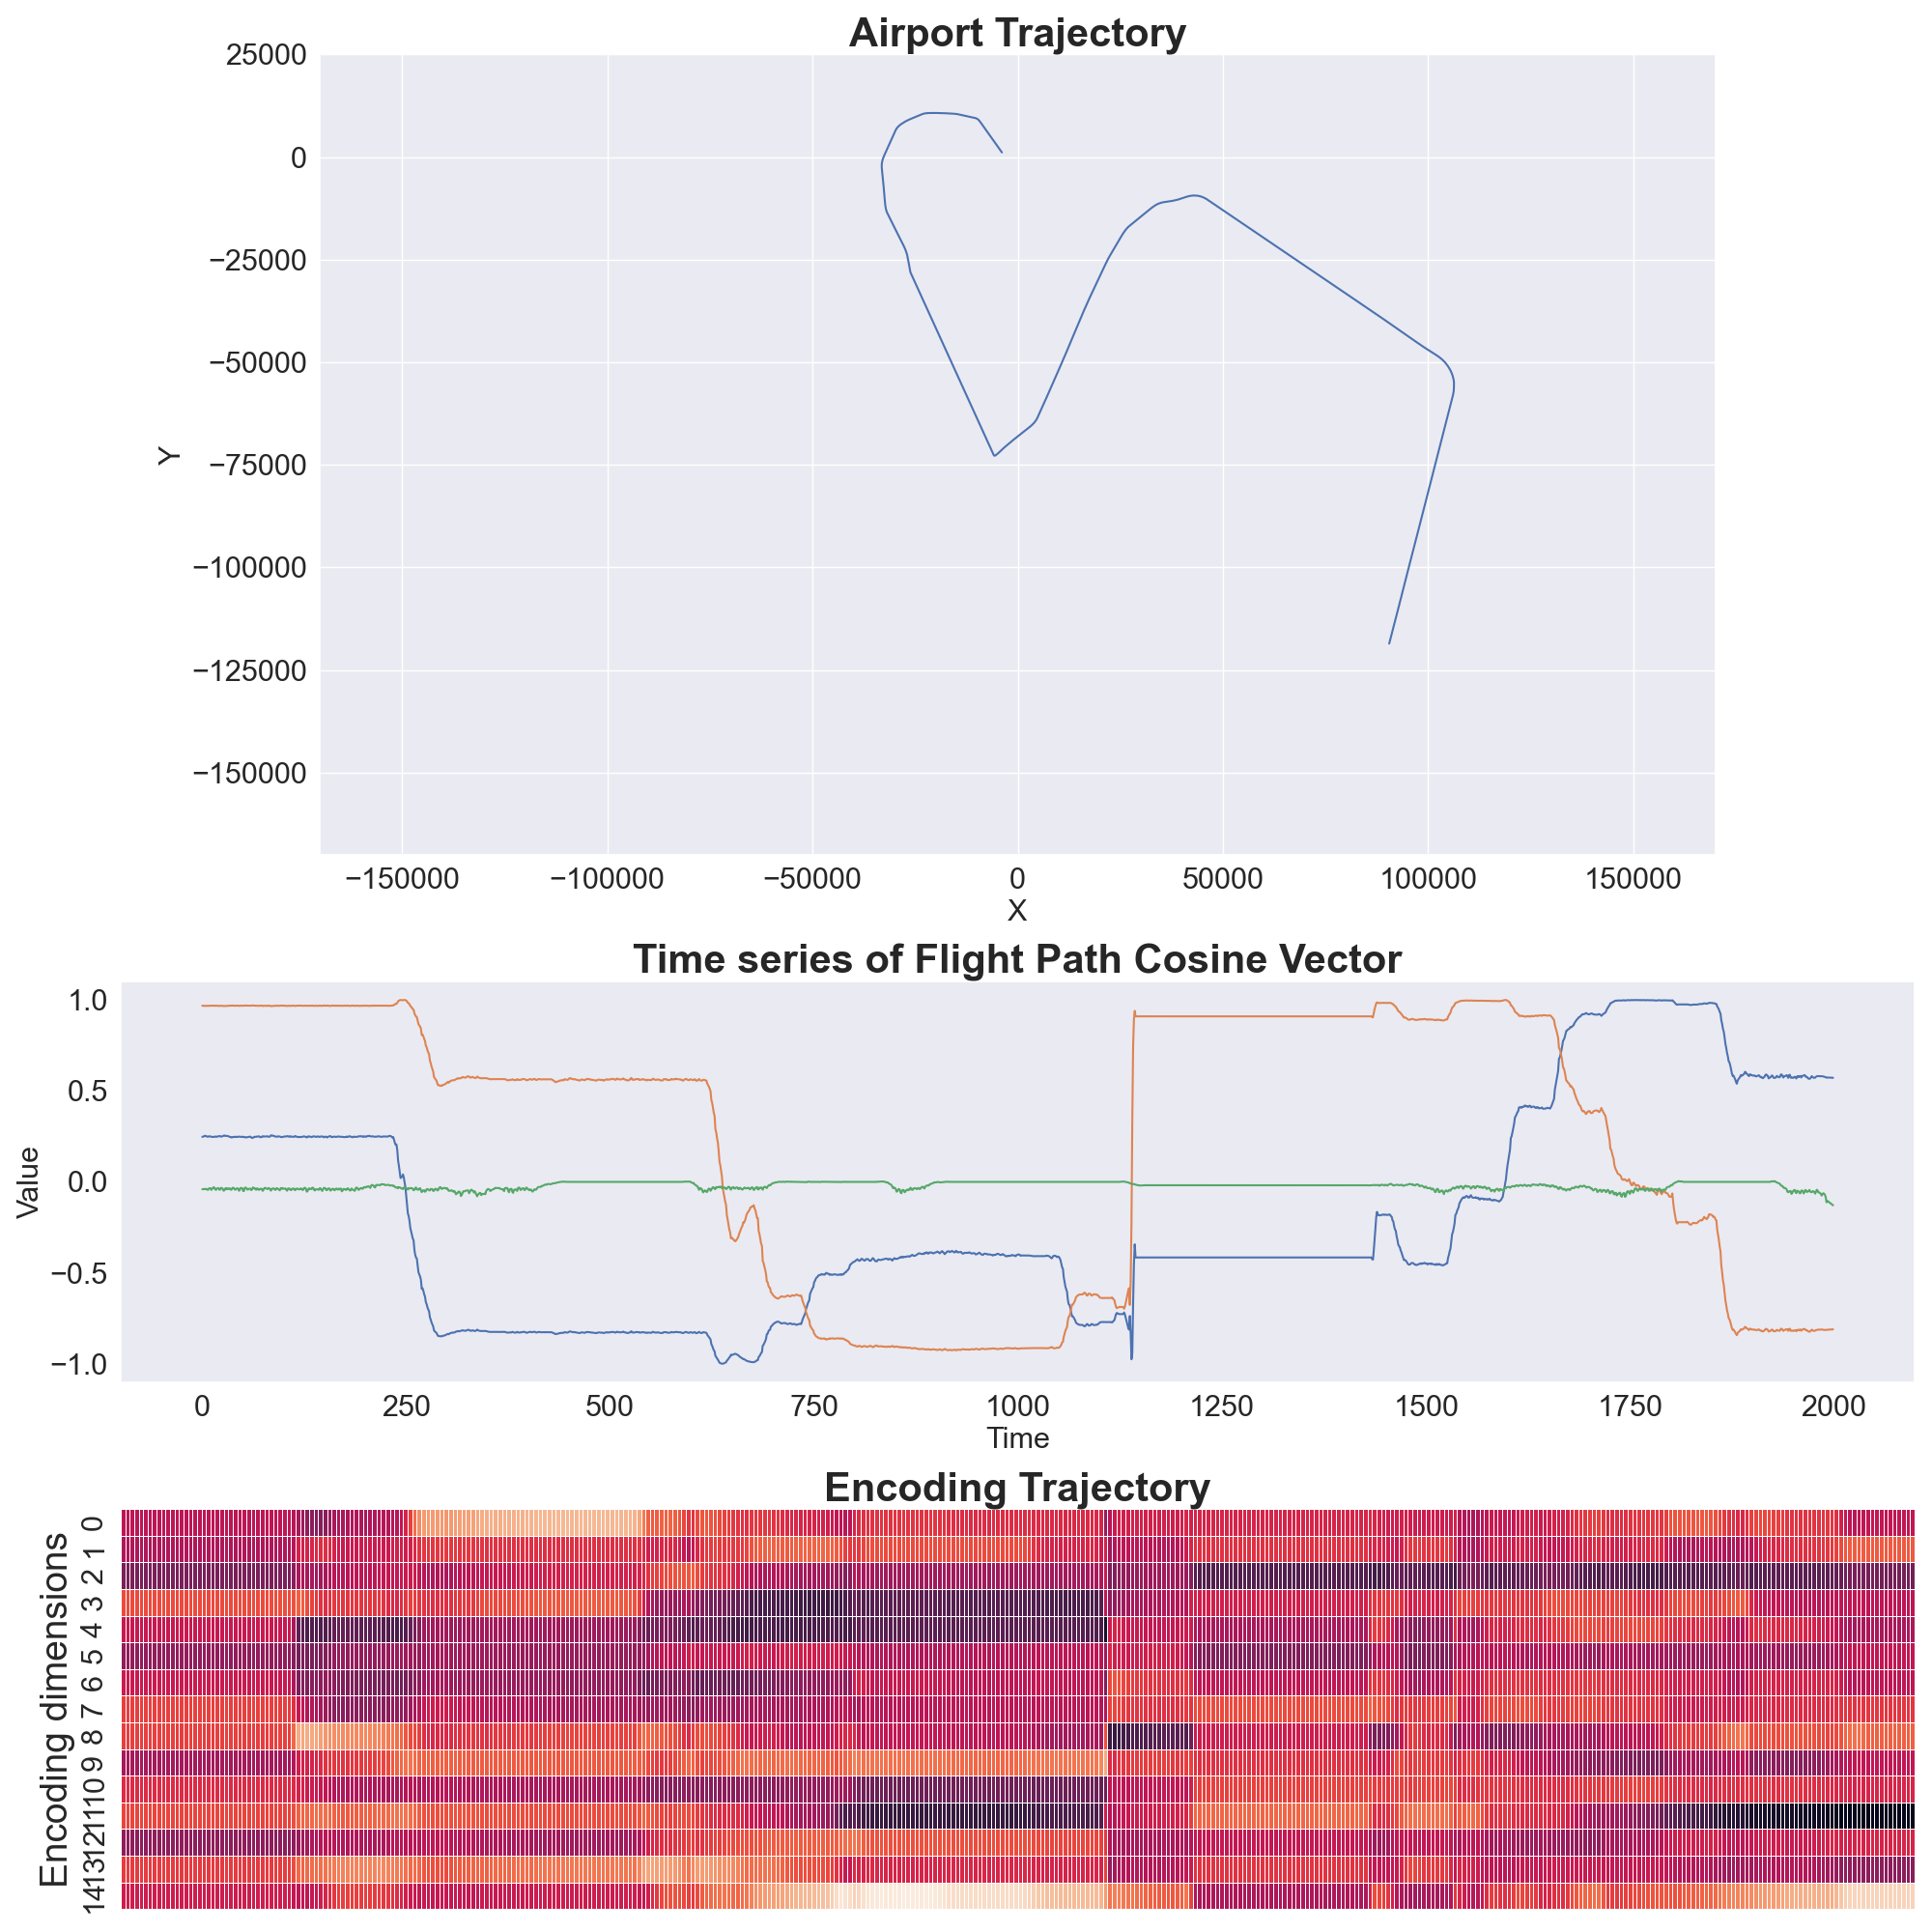 Airport Trajectory
25000
0
−25000
−50000
−75000
−100000
−125000
−150000
Y
−150000 −100000 −50000 0 50000 100000 150000
X
Time series of Flight Path Cosine Vector
1.0
0.5
0.0
−0.5
−1.0
Value
0 250 500 750 1000 1250 1500 1750 2000
Time
Encoding Trajectory
0
1
2
3
4
5
6
7
8
9
10
11
12
13
14
Encoding dimensions